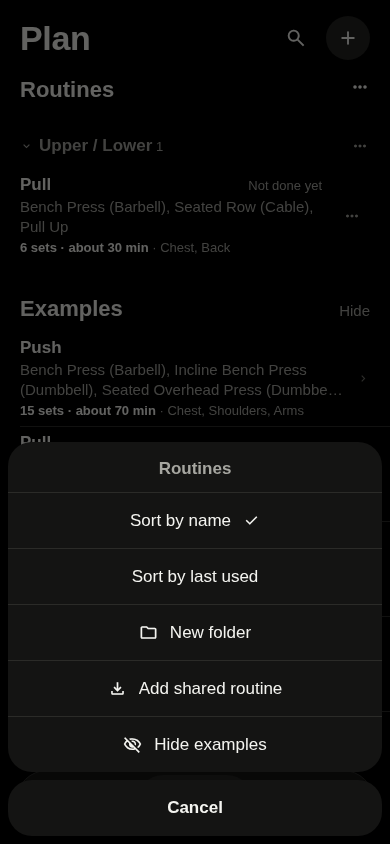 Plan
Routines
Upper / Lower 1
Pull
Not done yet
Bench Press (Barbell), Seated Row (Cable),
Pull Up
6 sets · about 30 min · Chest, Back
Examples
Hide
Push
Bench Press (Barbell), Incline Bench Press
(Dumbbell), Seated Overhead Press (Dumbbe…
15 sets · about 70 min · Chest, Shoulders, Arms
Pull
Routines
Sort by name
Sort by last used
New folder
Add shared routine
Hide examples
Cancel